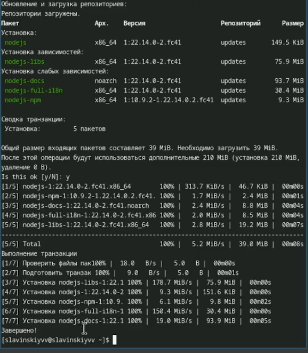 Обновление и загрузка репозиториев:
Репозитории загружены.
Пакет Арх. Версия Репозиторий Размер
Установка:
nodejs x86_64 1:22.14.0-2.fc41 updates 149.5 KiB
Установка зависимостей:
nodejs-libs x86_64 1:22.14.0-2.fc41 updates 75.9 MiB
Установка слабых зависимостей:
nodejs-docs noarch 1:22.14.0-2.fc41 updates 93.7 MiB
nodejs-full-i18n x86_64 1:22.14.0-2.fc41 updates 30.4 MiB
nodejs-npm x86_64 1:10.9.2-1.22.14.0.2.fc41 updates 9.3 MiB
Сводка транзакции:
Установка: 5 пакетов
Общий размер входящих пакетов составляет 39 MiB. Необходимо загрузить 39 MiB.
После этой операции будут использоваться дополнительные 210 MiB (установка 210 MiB,
удаление 0 B).
Is this ok [y/N]: y
[1/5] nodejs-1:22.14.0-2.fc41.x86_64 100% | 313.7 KiB/s | 46.7 KiB | 00m00s
[2/5] nodejs-npm-1:10.9.2-1.22.14.0.2.fc41. 100% | 1.7 MiB/s | 2.4 MiB | 00m01s
[3/5] nodejs-docs-1:22.14.0-2.fc41.noarch 100% | 2.4 MiB/s | 8.8 MiB | 00m04s
[4/5] nodejs-full-i18n-1:22.14.0-2.fc41.x86 100% | 2.0 MiB/s | 8.5 MiB | 00m04s
[5/5] nodejs-libs-1:22.14.0-2.fc41.x86_64 100% | 2.8 MiB/s | 19.2 MiB | 00m07s
[5/5] Total 100% | 5.2 MiB/s | 39.0 MiB | 00m08s
Выполнение транзакции
[1/7] Проверить файлы пак 100% | 18.0 B/s | 5.0 B | 00m00s
[2/7] Подготовить транзак 100% | 9.0 B/s | 5.0 B | 00m01s
[3/7] Установка nodejs-libs-1:22.1 100% | 178.7 MiB/s | 75.9 MiB | 00m00s
[4/7] Установка nodejs-1:22.14.0-2 100% | 9.3 MiB/s | 151.6 KiB | 00m00s
[5/7] Установка nodejs-npm-1:10.9. 100% | 6.1 MiB/s | 9.8 MiB | 00m02s
[6/7] Установка nodejs-full-i18n-1 100% | 150.4 MiB/s | 30.4 MiB | 00m00s
[7/7] Установка nodejs-docs-1:22.1 100% | 19.0 MiB/s | 93.9 MiB | 00m05s
Завершено!
[slavinskiyvv@slavinskiyvv ~]$